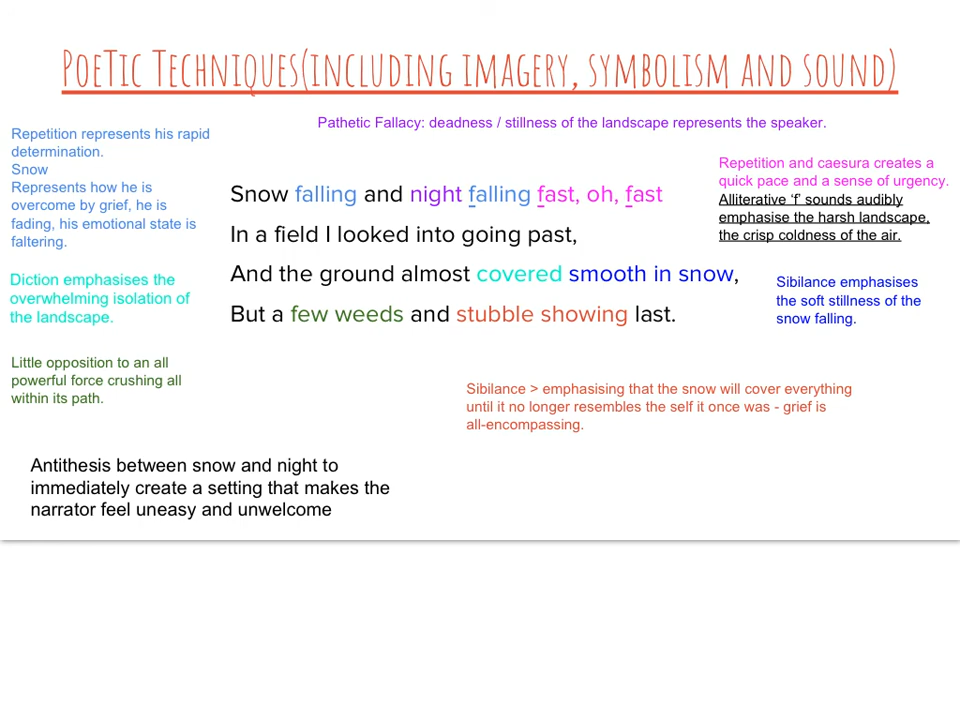 PoeTic Techniques(including imagery, symbolism and sound)
Pathetic Fallacy: deadness / stillness of the landscape represents the speaker.
Repetition represents his rapid
determination.
Snow
Represents how he is
overcome by grief, he is
fading, his emotional state is
faltering.
Diction emphasises the
overwhelming isolation of
the landscape.
Little opposition to an all
powerful force crushing all
within its path.
Snow falling and night falling fast, oh, fast
In a field I looked into going past,
And the ground almost covered smooth in snow,
But a few weeds and stubble showing last.
Repetition and caesura creates a
quick pace and a sense of urgency.
Alliterative ‘f’ sounds audibly
emphasise the harsh landscape,
the crisp coldness of the air.
Sibilance emphasises
the soft stillness of the
snow falling.
Sibilance > emphasising that the snow will cover everything
until it no longer resembles the self it once was - grief is
all-encompassing.
Antithesis between snow and night to
immediately create a setting that makes the
narrator feel uneasy and unwelcome